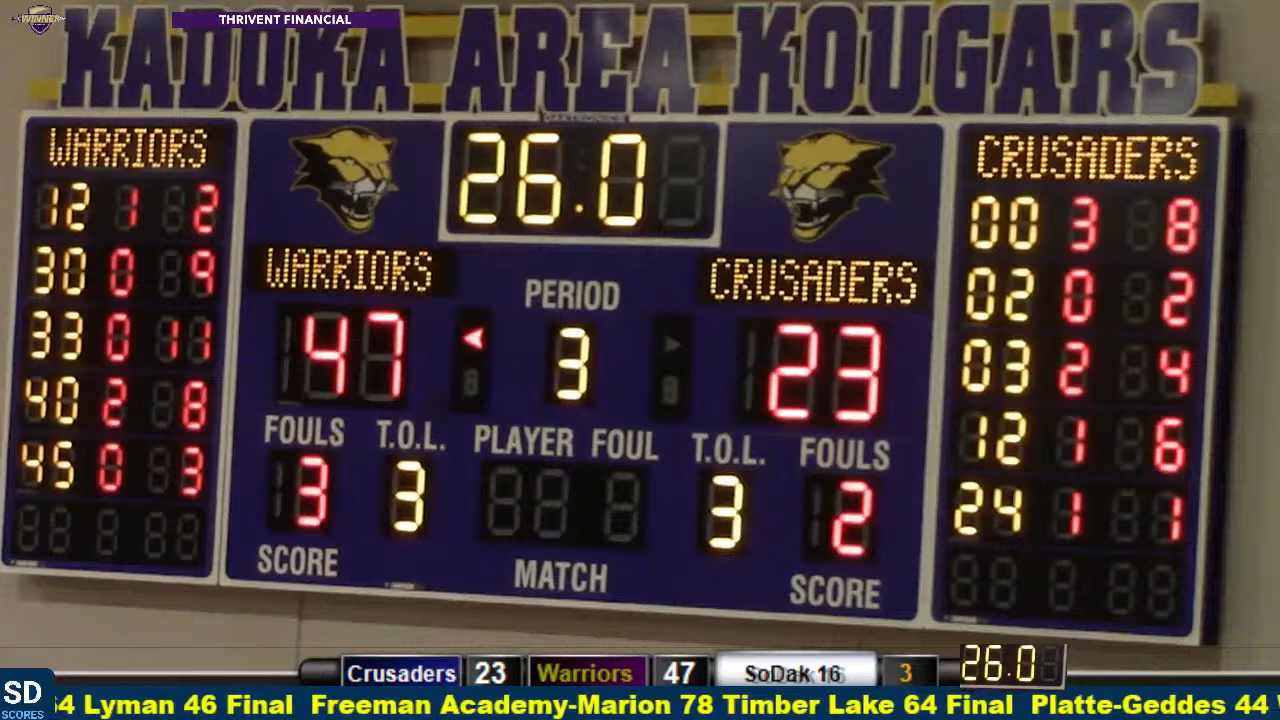 WINNER
THRIVENT FINANCIAL
KADOKA AREA KOUGARS
WARRIORS
12 1 2
30 0 9
33 0 11
40 2 8
45 0 3
26.0
WARRIORS
CRUSADERS
PERIOD
47
3
23
FOULS T.O.L. PLAYER FOUL T.O.L. FOULS
3 3 3 2
SCORE MATCH SCORE
CRUSADERS
00 3 8
02 0 2
03 2 4
12 1 6
24 1 1
Crusaders 23 Warriors 47 SoDak 16 3 26.0
SD
SCORES
64 Lyman 46 Final Freeman Academy-Marion 78 Timber Lake 64 Final Platte-Geddes 44